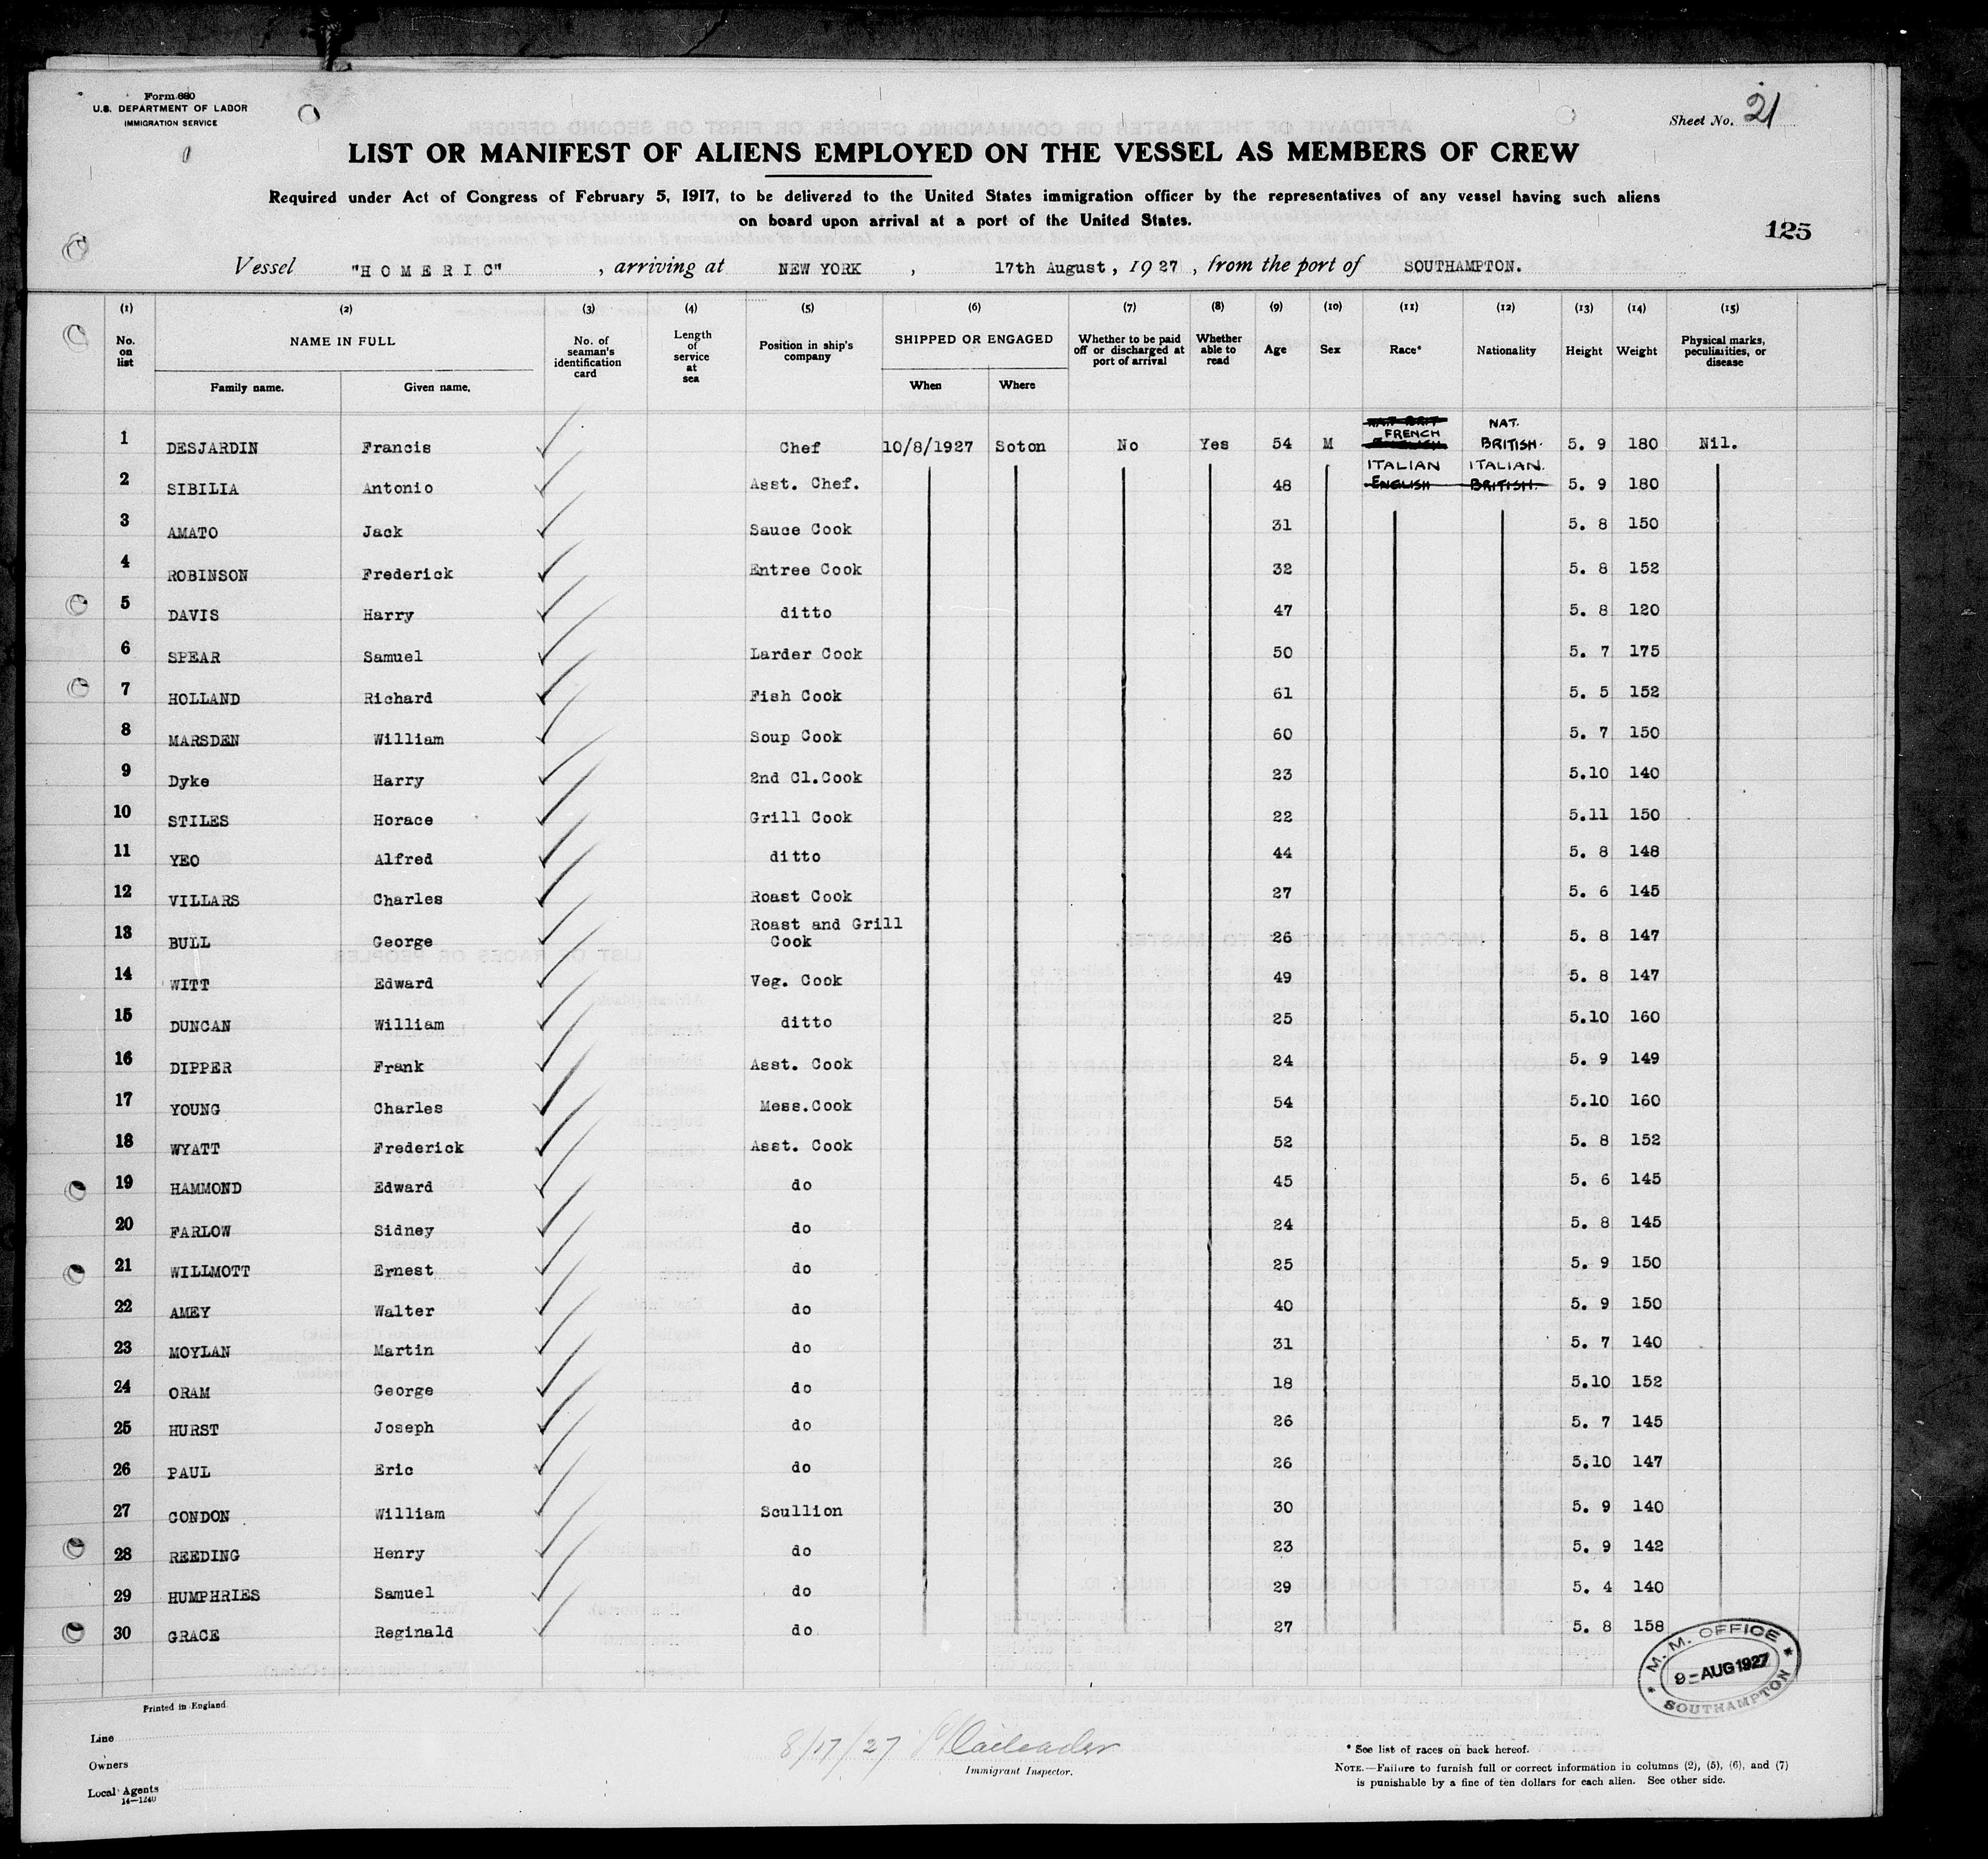 Form 680
U.S. DEPARTMENT OF LABOR
IMMIGRATION SERVICE
Sheet No. 21
LIST OR MANIFEST OF ALIENS EMPLOYED ON THE VESSEL AS MEMBERS OF CREW
Required under Act of Congress of February 5, 1917, to be delivered to the United States immigration officer by the representatives of any vessel having such aliens
on board upon arrival at a port of the United States.
125
Vessel "HOMERIC", arriving at NEW YORK, 17th August, 1927, from the port of SOUTHAMPTON.
(1) (2) (3) (4) (5) (6) (7) (8) (9) (10) (11) (12) (13) (14) (15)
No. on list NAME IN FULL Family name. Given name. No. of seaman's identification card Length of service at sea Position in ship's company SHIPPED OR ENGAGED When Where Whether to be paid off or discharged at port of arrival Whether able to read Age Sex Race* Nationality Height Weight Physical marks, peculiarities, or disease
1 DESJARDIN Francis Chef 10/8/1927 Soton No Yes 54 M FRENCH NAT. BRITISH. 5. 9 180 Nil.
2 SIBILIA Antonio Asst. Chef. 48 ITALIAN ENGLISH ITALIAN. BRITISH. 5. 9 180
3 AMATO Jack Sauce Cook 31 5. 8 150
4 ROBINSON Frederick Entree Cook 32 5. 8 152
5 DAVIS Harry ditto 47 5. 8 120
6 SPEAR Samuel Larder Cook 50 5. 7 175
7 HOLLAND Richard Fish Cook 61 5. 5 152
8 MARSDEN William Soup Cook 60 5. 7 150
9 Dyke Harry 2nd Cl.Cook 23 5.10 140
10 STILES Horace Grill Cook 22 5.11 150
11 YEO Alfred ditto 44 5. 8 148
12 VILLARS Charles Roast Cook 27 5. 6 145
13 BULL George Roast and Grill Cook 26 5. 8 147
14 WITT Edward Veg. Cook 49 5. 8 147
15 DUNCAN William ditto 25 5.10 160
16 DIPPER Frank Asst. Cook 24 5. 9 149
17 YOUNG Charles Mess.Cook 54 5.10 160
18 WYATT Frederick Asst. Cook 52 5. 8 152
19 HAMMOND Edward do 45 5. 6 145
20 FARLOW Sidney do 24 5. 8 145
21 WILLMOTT Ernest do 25 5. 9 150
22 AMEY Walter do 40 5. 9 150
23 MOYLAN Martin do 31 5. 7 140
24 ORAM George do 18 5.10 152
25 HURST Joseph do 26 5. 7 145
26 PAUL Eric do 26 5.10 147
27 CONDON William Scullion 30 5. 9 140
28 REEDING Henry do 23 5. 9 142
29 HUMPHRIES Samuel do 29 5. 4 140
30 GRACE Reginald do 27 5. 8 158
M. M. OFFICE
9-AUG1927
SOUTHAMPTON
Printed in England
Line
Owners
Local Agents
14—1240
8/17/27
Immigrant Inspector.
* See list of races on back hereof.
NOTE.—Failure to furnish full or correct information in columns (2), (5), (6), and (7)
is punishable by a fine of ten dollars for each alien. See other side.